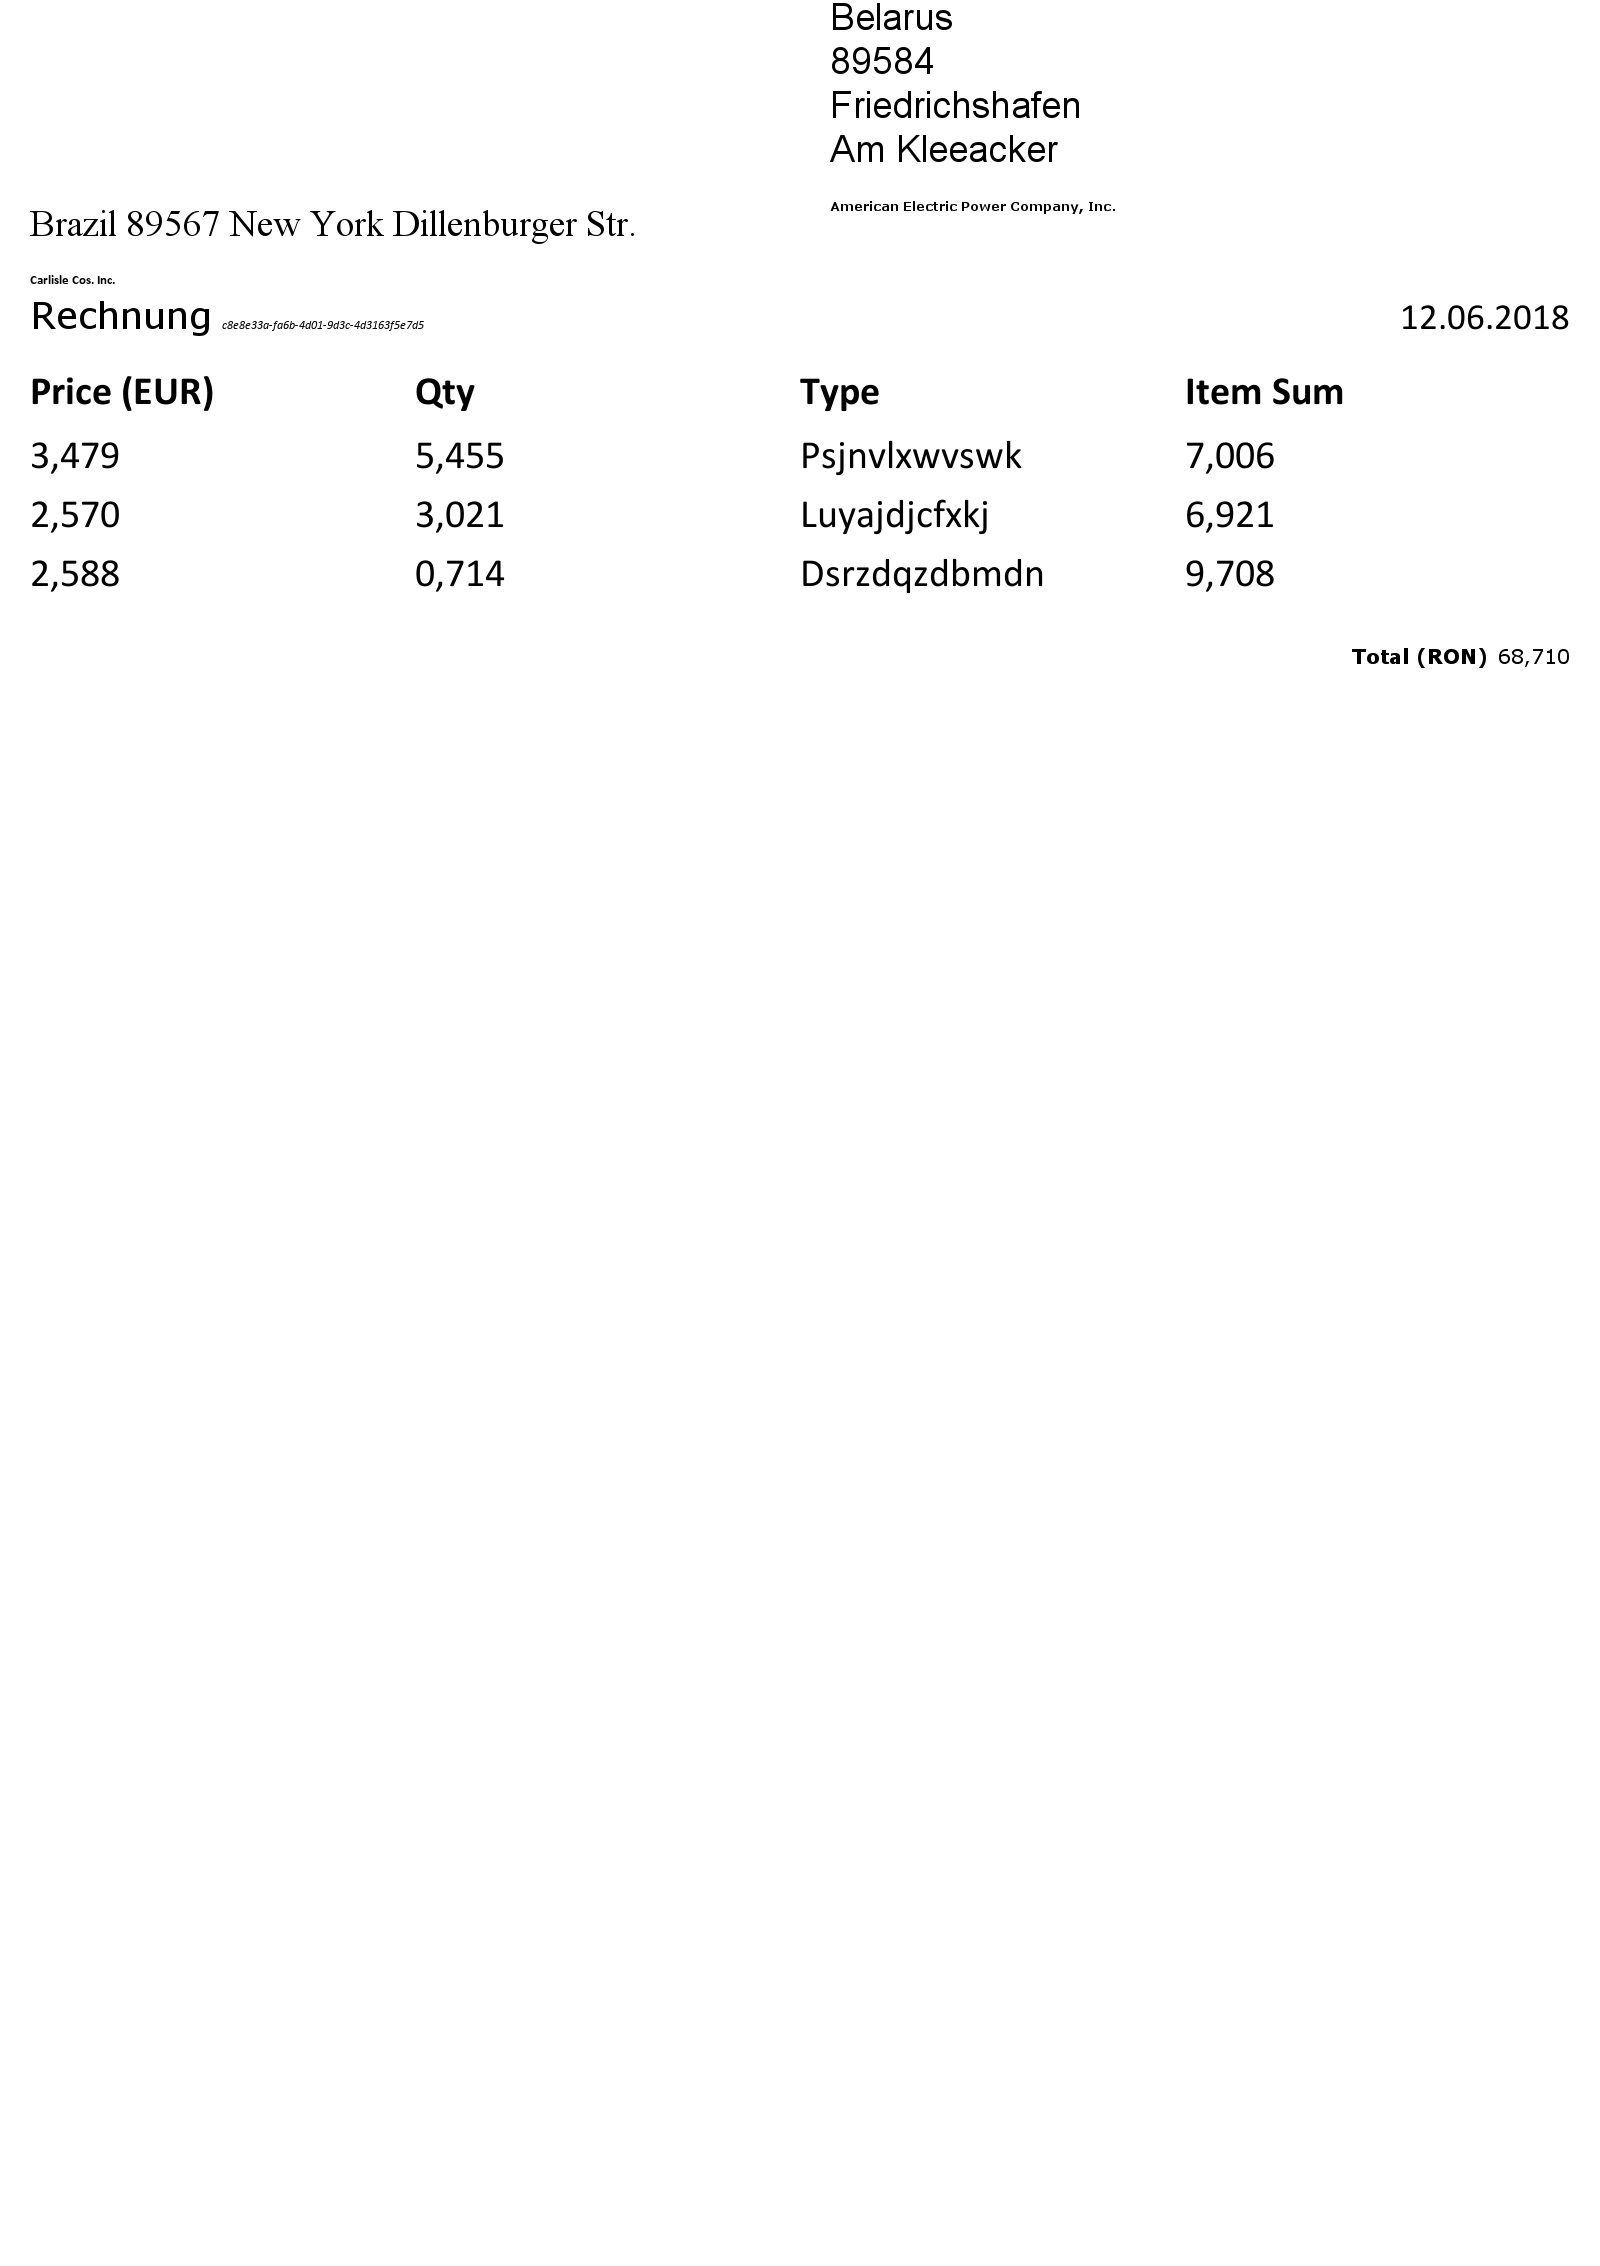 Belarus
89584
Friedrichshafen
Am Kleeacker
American Electric Power Company, Inc.
Brazil 89567 New York Dillenburger Str.
Carlisle Cos. Inc.
Rechnung c8e8e33a-fa6b-4d01-9d3c-4d3163f5e7d5 12.06.2018
Price (EUR) Qty Type Item Sum
3,479 5,455 Psjnvlxwvswk 7,006
2,570 3,021 Luyajdjcfxkj 6,921
2,588 0,714 Dsrzdqzdbmdn 9,708
Total (RON) 68,710